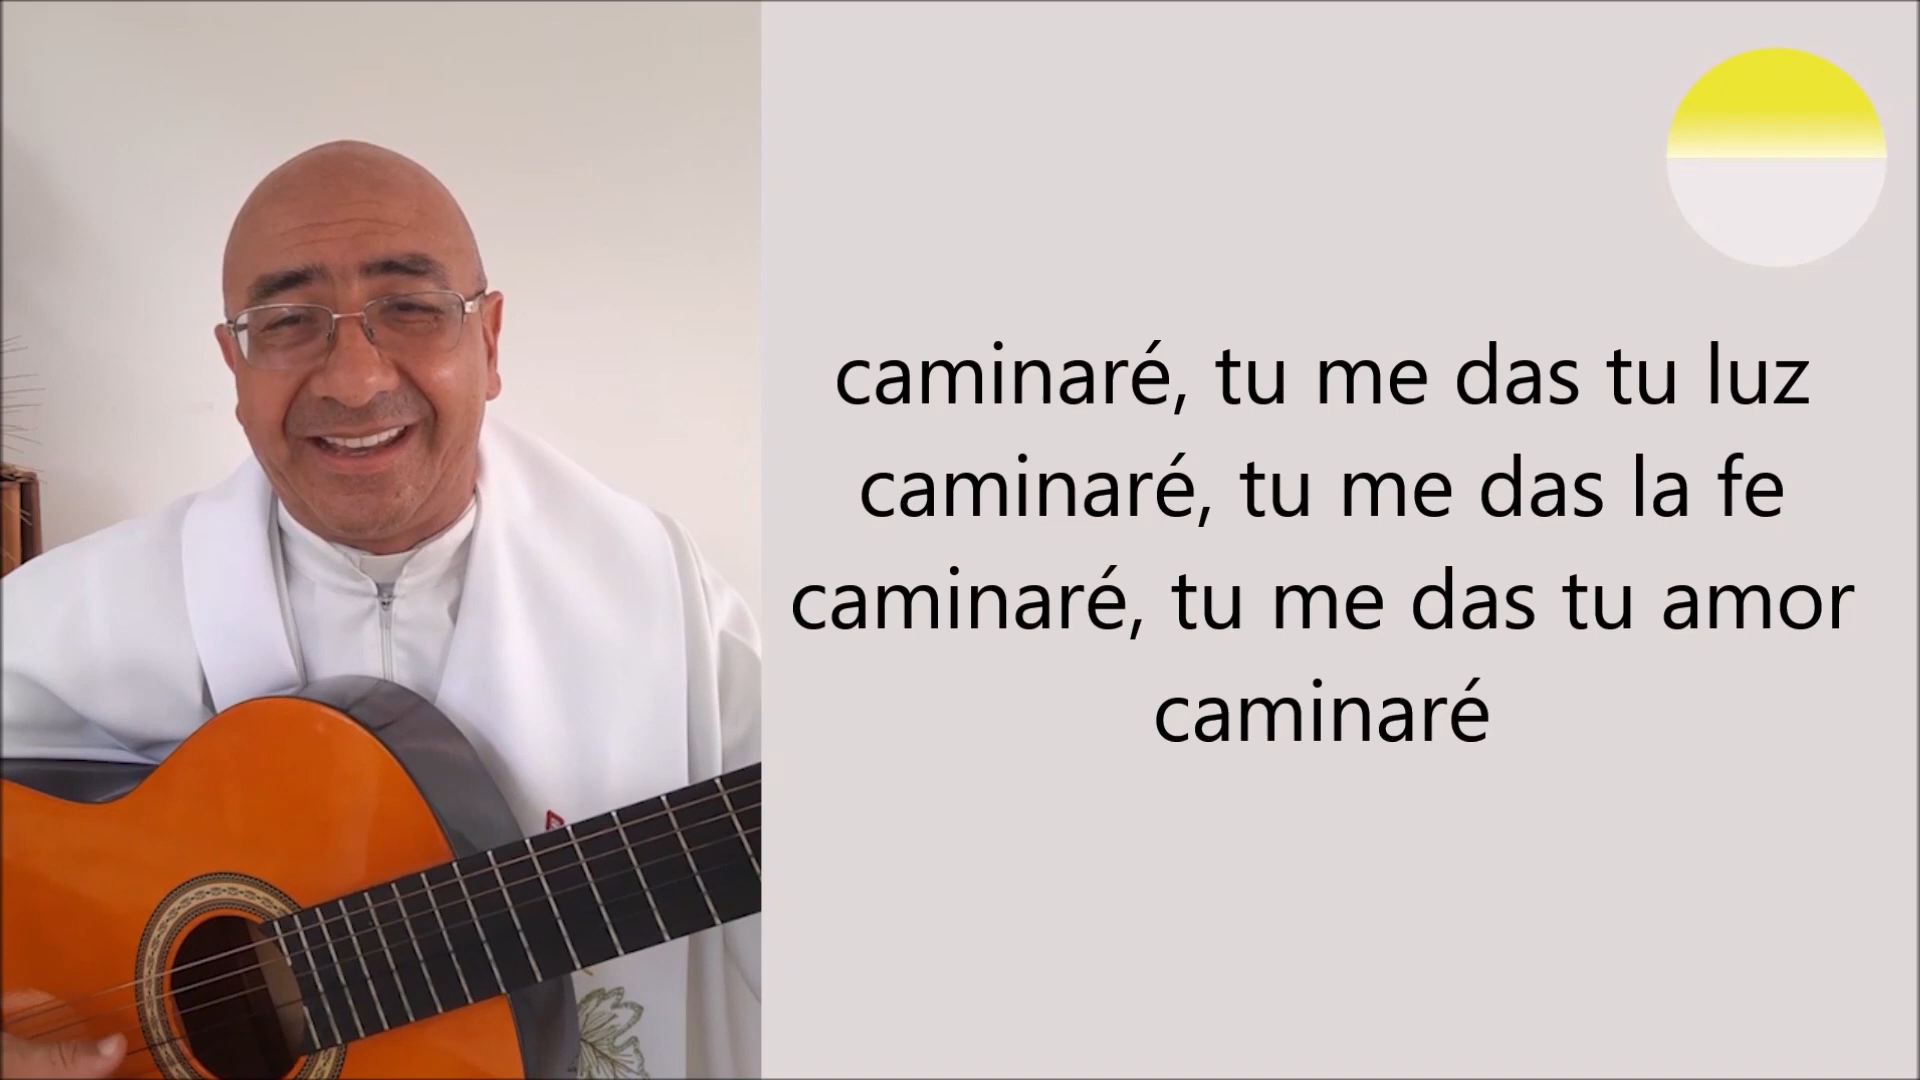 caminaré, tu me das tu luz
caminaré, tu me das la fe
caminaré, tu me das tu amor
caminaré